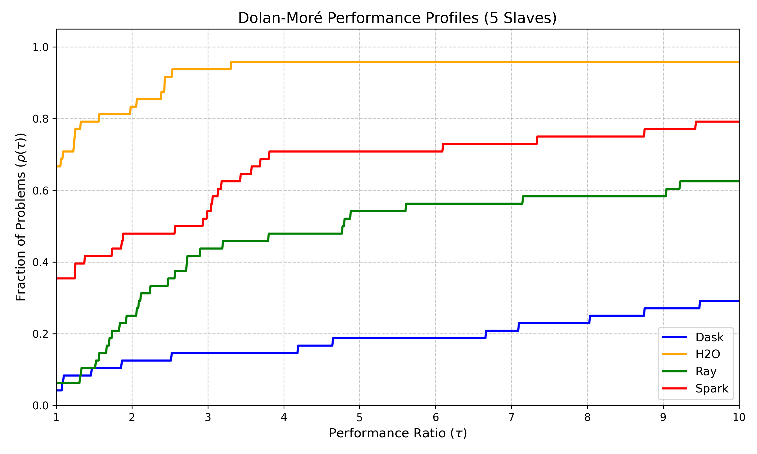 Dolan-Moré Performance Profiles (5 Slaves)
Fraction of Problems (ρ(τ))
1.0
0.8
0.6
0.4
0.2
0.0
1 2 3 4 5 6 7 8 9 10
Performance Ratio (τ)
Dask
H2O
Ray
Spark